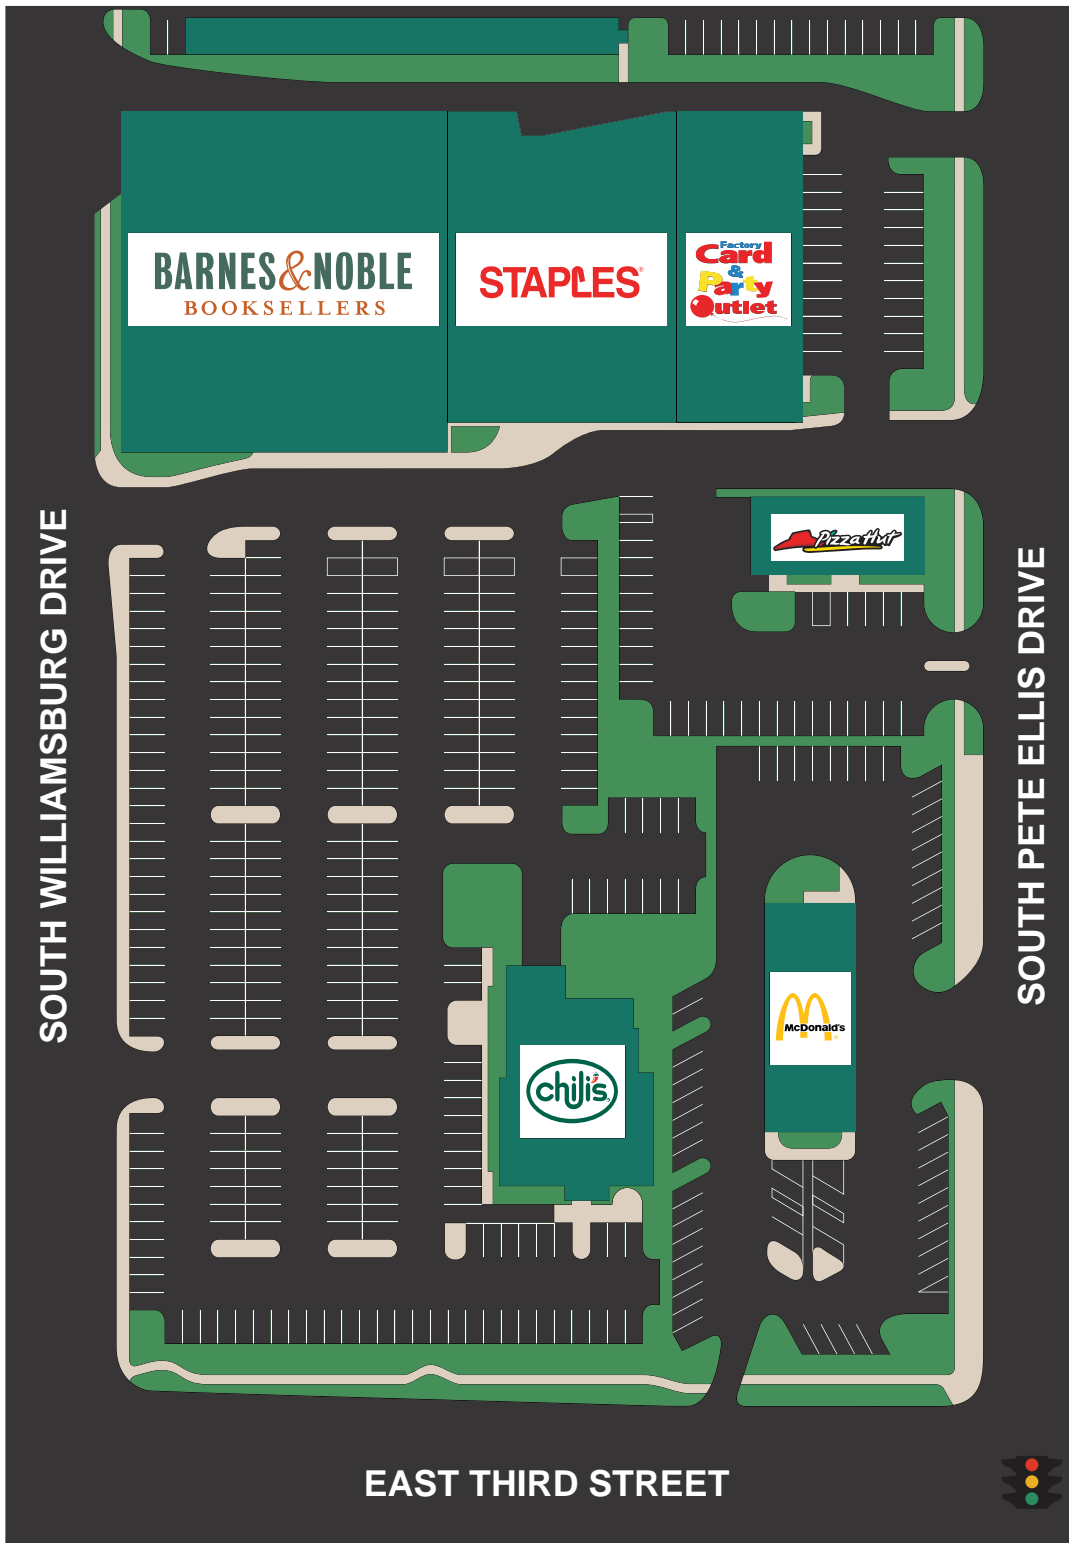 BARNES&NOBLE
BOOKSELLERS
STAPLES®
Factory
Card
&
Party
Outlet
Pizza Hut
SOUTH WILLIAMSBURG DRIVE
SOUTH PETE ELLIS DRIVE
McDonald's
chili's
EAST THIRD STREET